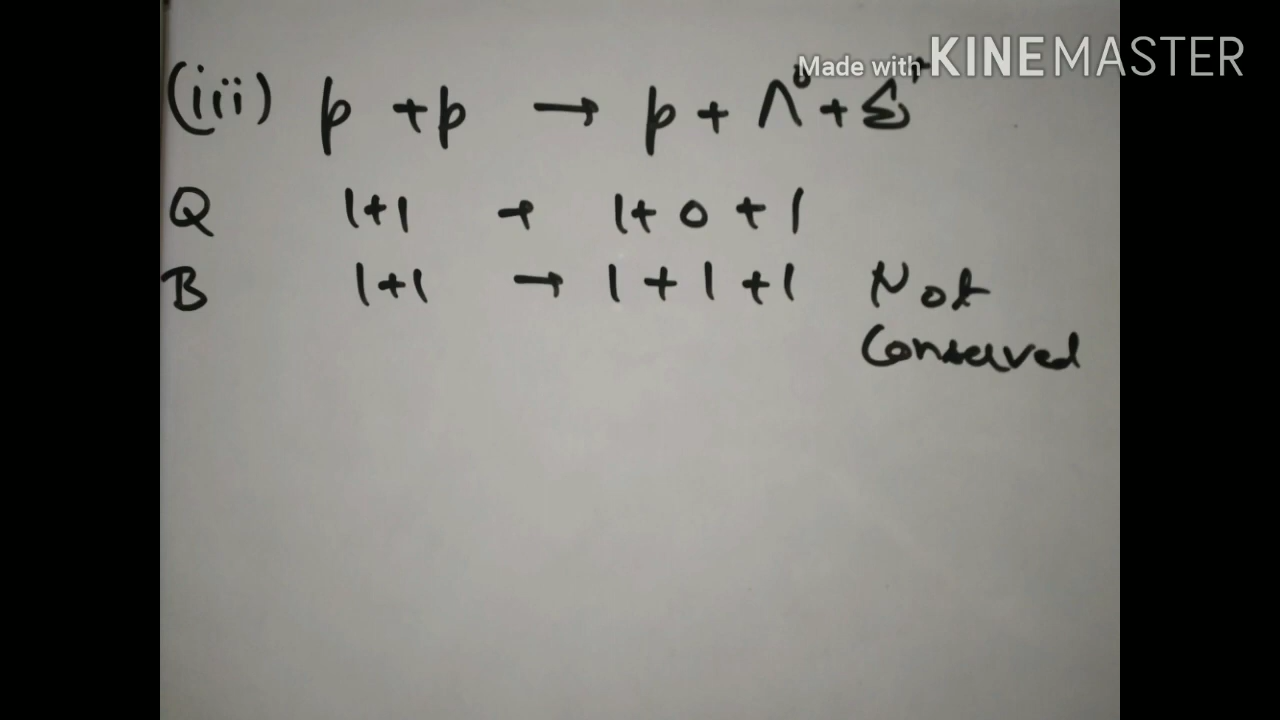 Made with KINEMASTER
(iii) p + p → p + Λ⁰ + Σ⁺
Q 1+1 → 1+ 0 + 1
B 1+1 → 1 + 1 + 1 Not
Conserved